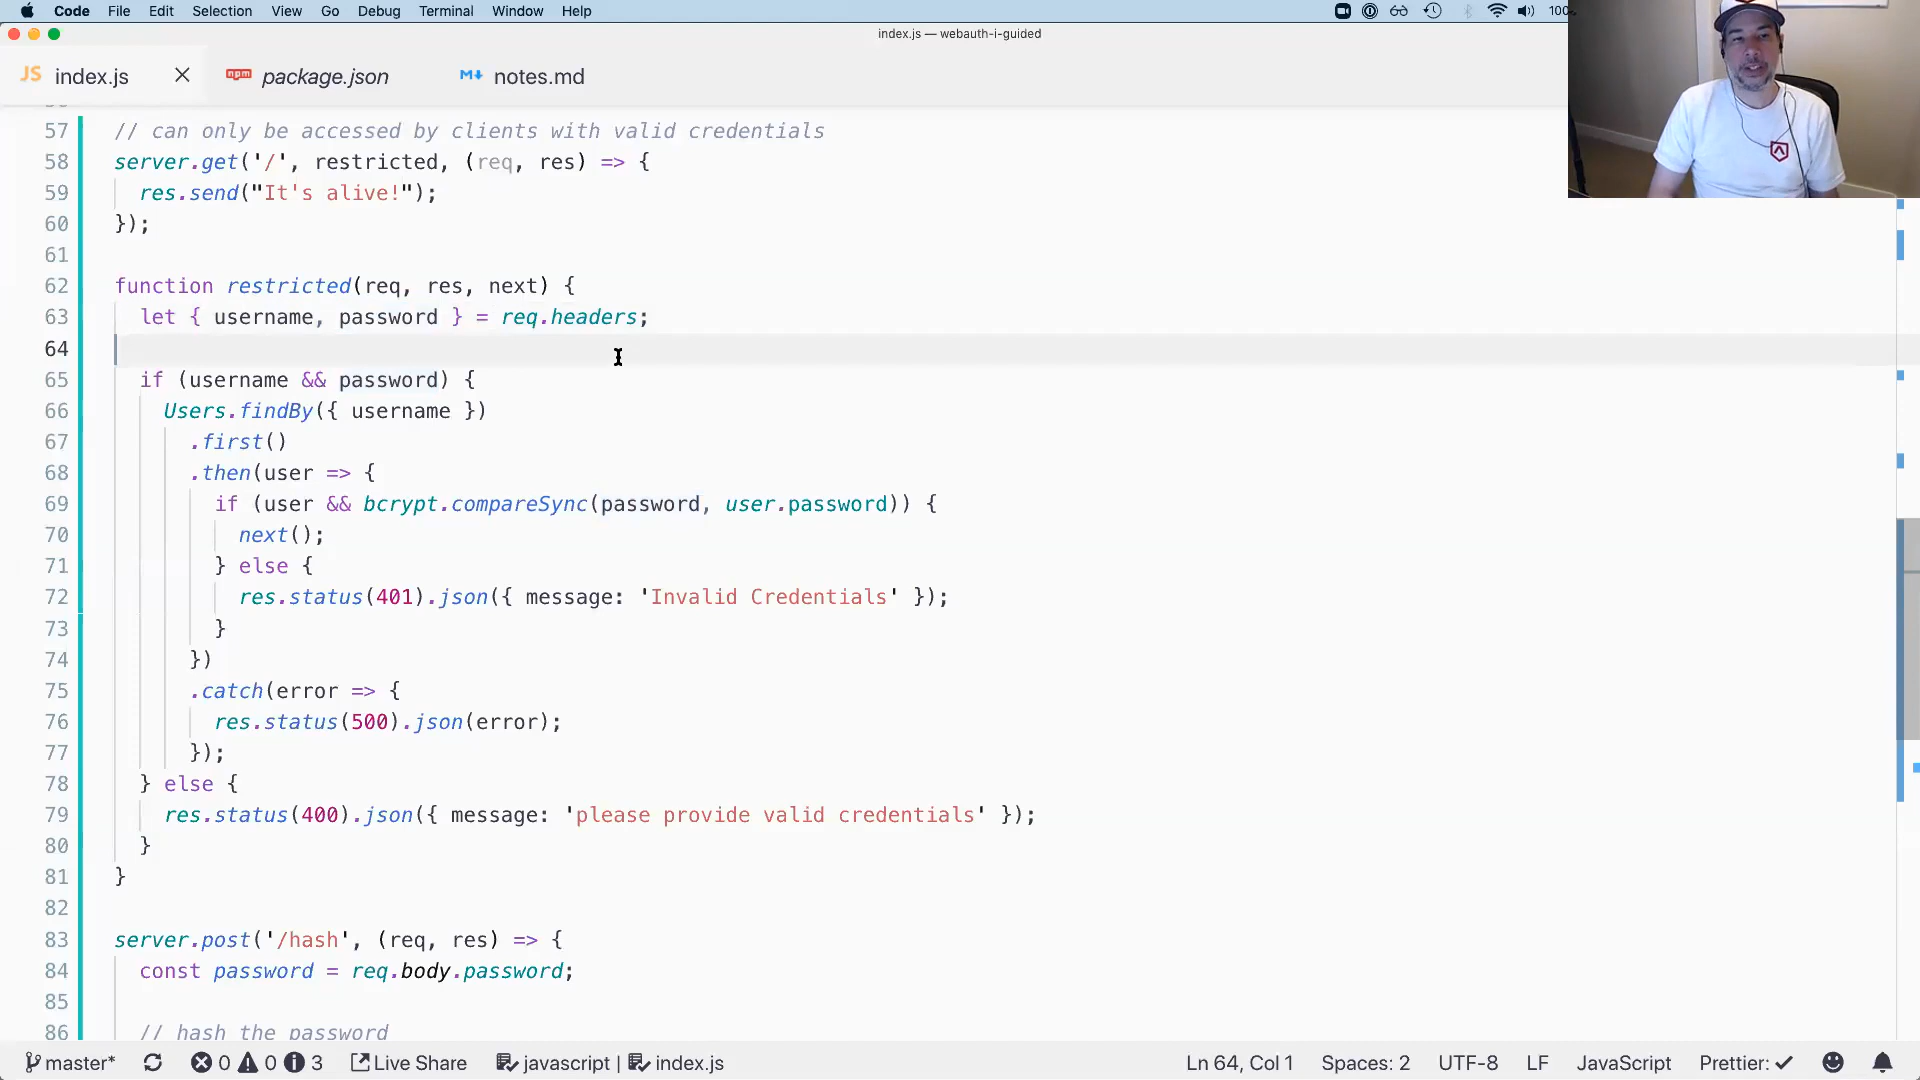 Code File Edit Selection View Go Debug Terminal Window Help 100
index.js — webauth-i-guided
JS index.js package.json notes.md
57 // can only be accessed by clients with valid credentials
58 server.get('/', restricted, (req, res) => {
59 res.send("It's alive!");
60 });
61
62 function restricted(req, res, next) {
63 let { username, password } = req.headers;
64
65 if (username && password) {
66 Users.findBy({ username })
67 .first()
68 .then(user => {
69 if (user && bcrypt.compareSync(password, user.password)) {
70 next();
71 } else {
72 res.status(401).json({ message: 'Invalid Credentials' });
73 }
74 })
75 .catch(error => {
76 res.status(500).json(error);
77 });
78 } else {
79 res.status(400).json({ message: 'please provide valid credentials' });
80 }
81 }
82
83 server.post('/hash', (req, res) => {
84 const password = req.body.password;
85
86 // hash the password
master* 0 0 3 Live Share javascript | index.js Ln 64, Col 1 Spaces: 2 UTF-8 LF JavaScript Prettier: ✓